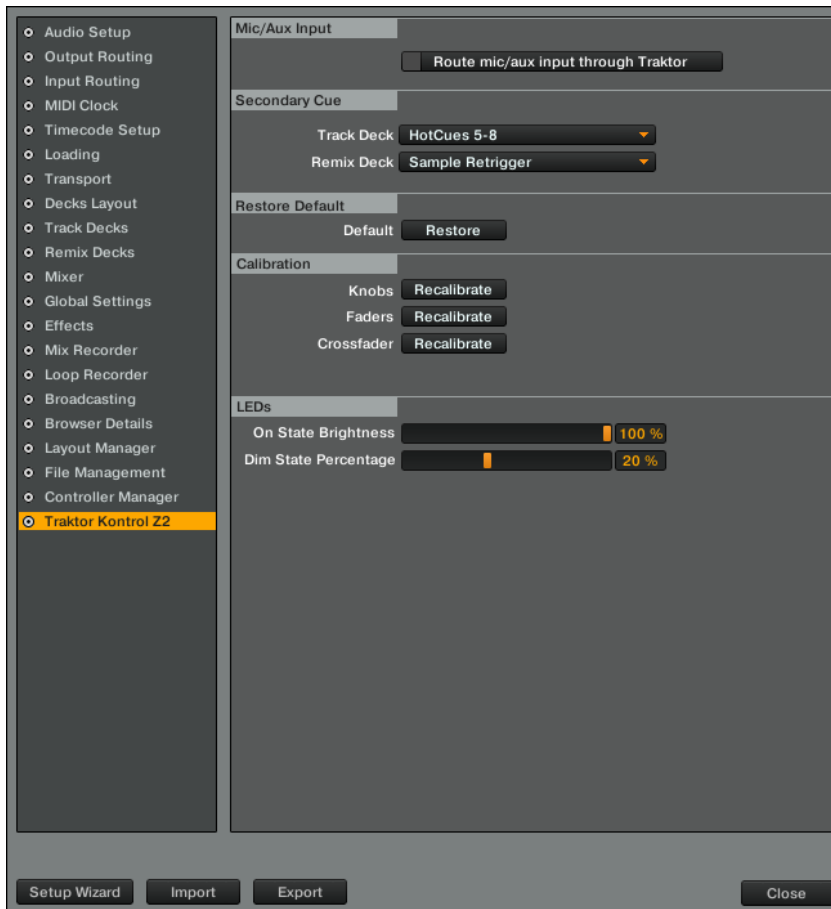 Audio Setup
Output Routing
Input Routing
MIDI Clock
Timecode Setup
Loading
Transport
Decks Layout
Track Decks
Remix Decks
Mixer
Global Settings
Effects
Mix Recorder
Loop Recorder
Broadcasting
Browser Details
Layout Manager
File Management
Controller Manager
Traktor Kontrol Z2
Mic/Aux Input
Route mic/aux input through Traktor
Secondary Cue
Track Deck HotCues 5-8
Remix Deck Sample Retrigger
Restore Default
Default Restore
Calibration
Knobs Recalibrate
Faders Recalibrate
Crossfader Recalibrate
LEDs
On State Brightness 100 %
Dim State Percentage 20 %
Setup Wizard Import Export Close